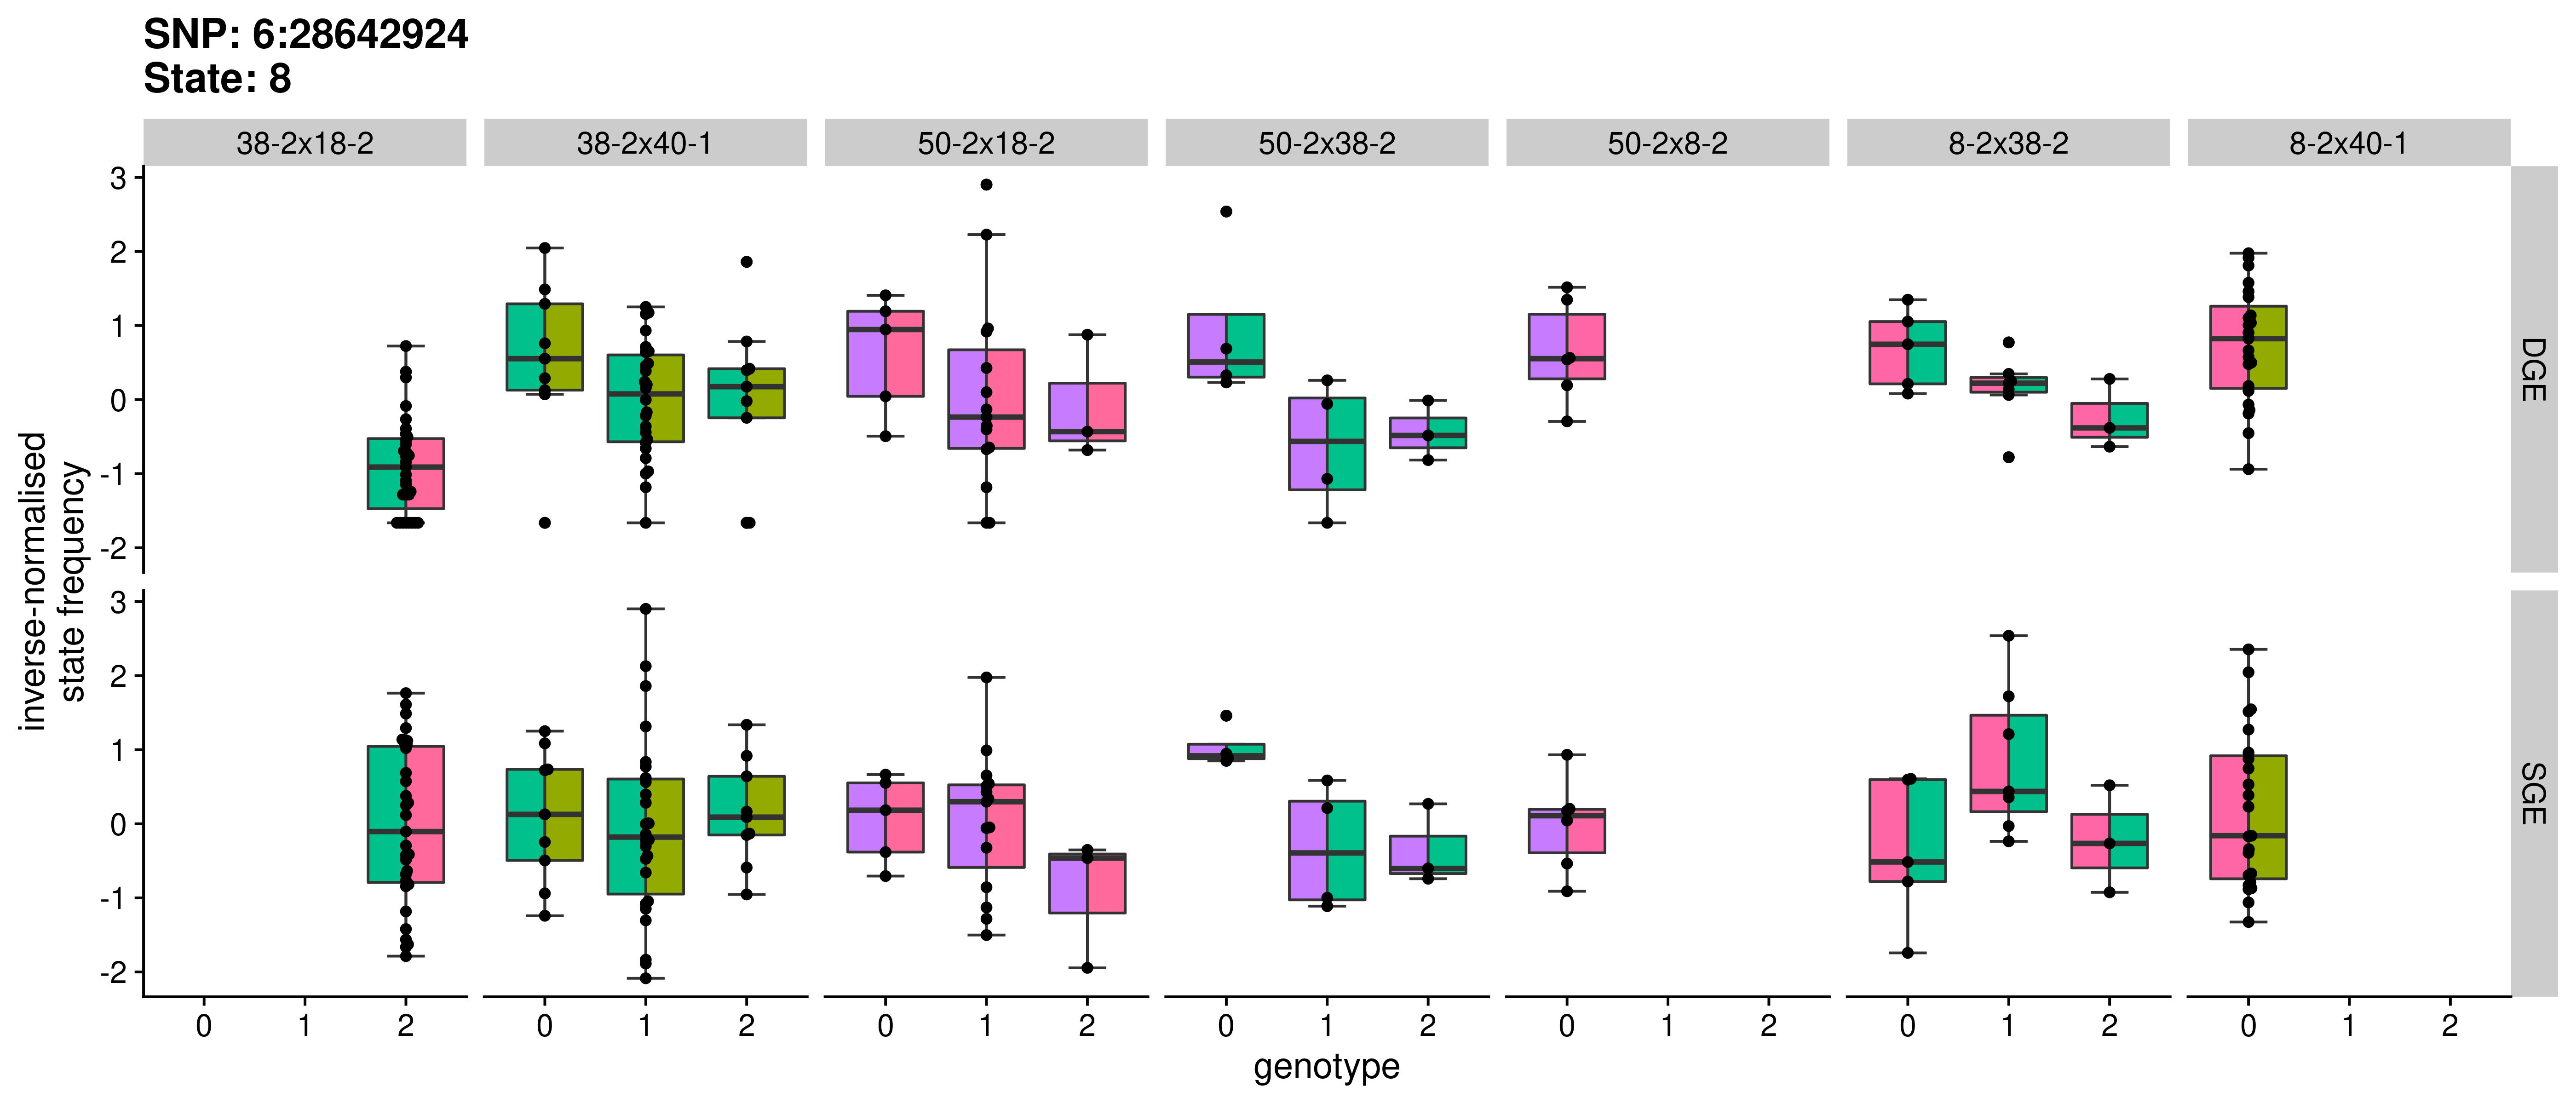 SNP: 6:28642924
State: 8
38-2x18-2
38-2x40-1
50-2x18-2
50-2x38-2
50-2x8-2
8-2x38-2
8-2x40-1
inverse-normalised
state frequency
3
2
1
0
-1
-2
DGE
3
2
1
0
-1
-2
SGE
0 1 2
0 1 2
0 1 2
0 1 2
0 1 2
0 1 2
0 1 2
genotype